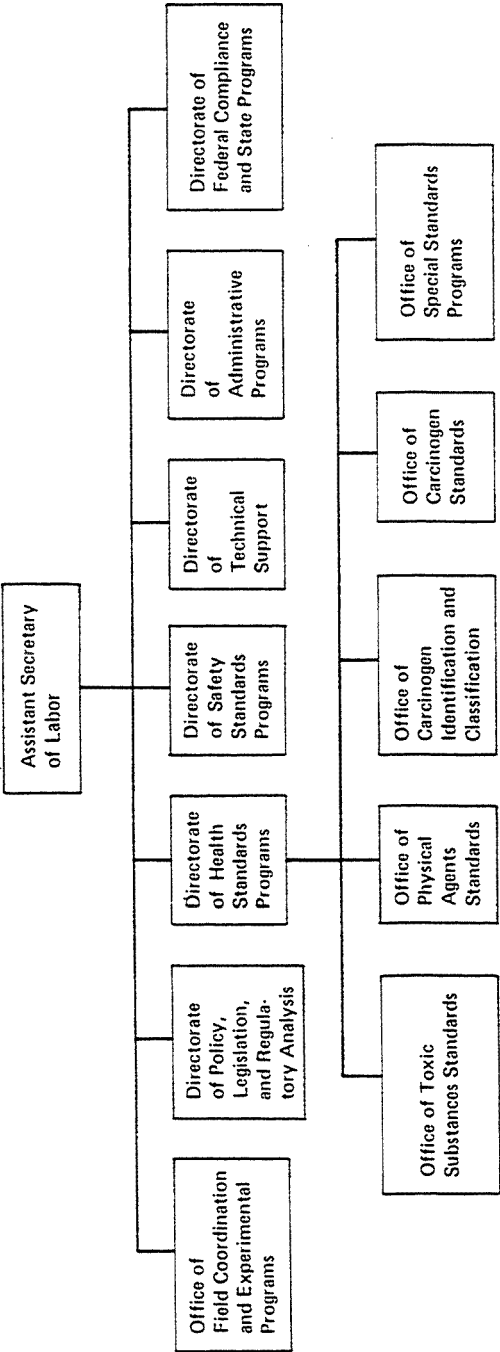 Assistant Secretary
of Labor
Office of
Field Coordination
and Experimental
Programs
Directorate
of Policy,
Legislation,
and Regula-
tory Analysis
Directorate
of Health
Standards
Programs
Directorate
of Safety
Standards
Programs
Directorate
of
Technical
Support
Directorate
of
Administrative
Programs
Directorate of
Federal Compliance
and State Programs
Office of Toxic
Substances Standards
Office of
Physical
Agents
Standards
Office of
Carcinogen
Identification and
Classification
Office of
Carcinogen
Standards
Office of
Special Standards
Programs